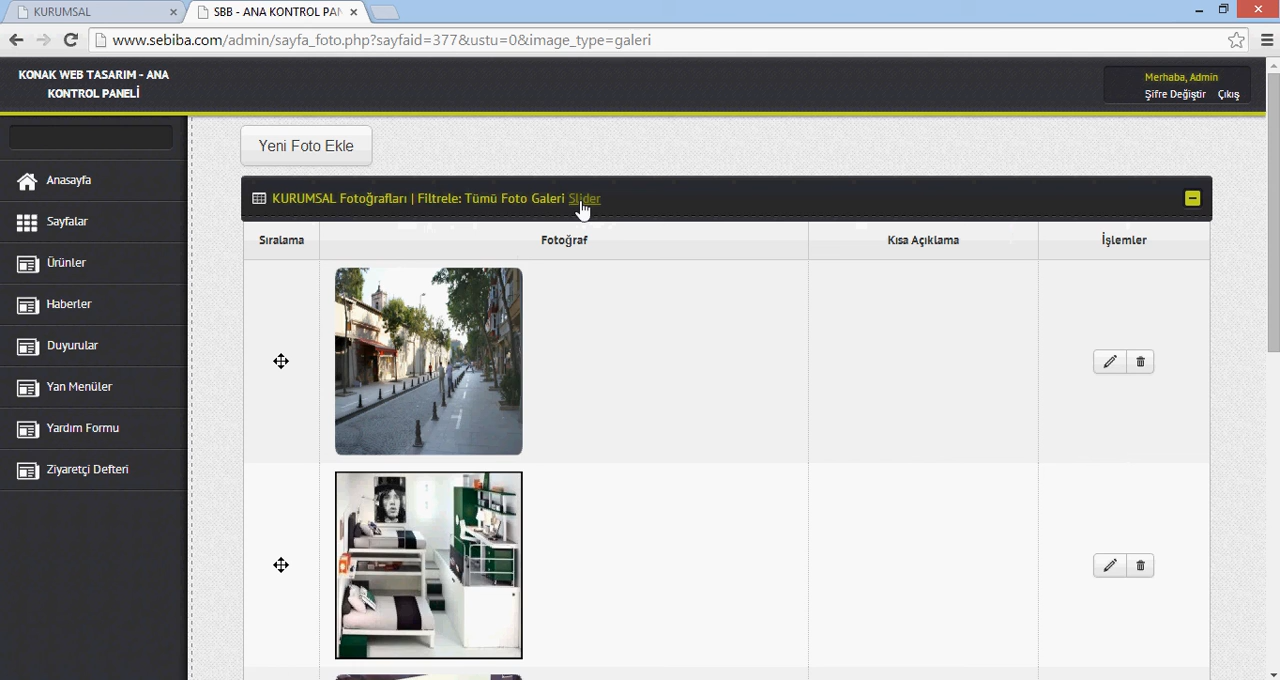 KURUMSAL
SBB - ANA KONTROL PAN
www.sebiba.com/admin/sayfa_foto.php?sayfaid=377&ustu=0&image_type=galeri
KONAK WEB TASARIM - ANA
KONTROL PANELİ
Merhaba, Admin
Şifre Değiştir Çıkış
Anasayfa
Sayfalar
Ürünler
Haberler
Duyurular
Yan Menüler
Yardım Formu
Ziyaretçi Defteri
Yeni Foto Ekle
KURUMSAL Fotoğrafları | Filtrele: Tümü Foto Galeri Slider
Sıralama Fotoğraf Kısa Açıklama İşlemler